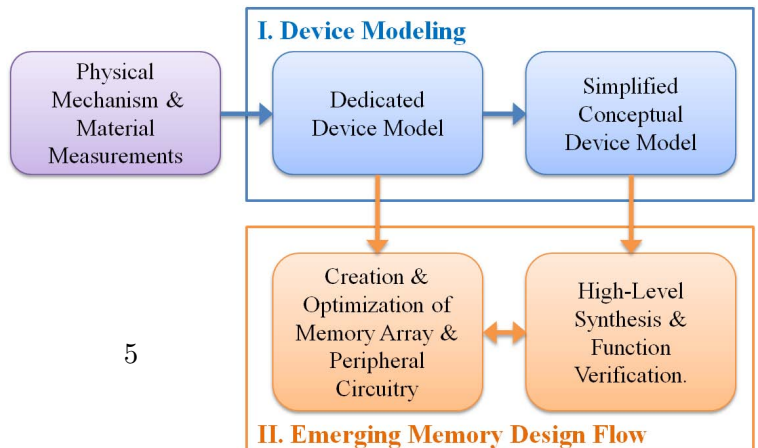 I. Device Modeling
Physical
Mechanism &
Material
Measurements
Dedicated
Device Model
Simplified
Conceptual
Device Model
Creation &
Optimization of
Memory Array &
Peripheral
Circuitry
High-Level
Synthesis &
Function
Verification.
5
II. Emerging Memory Design Flow